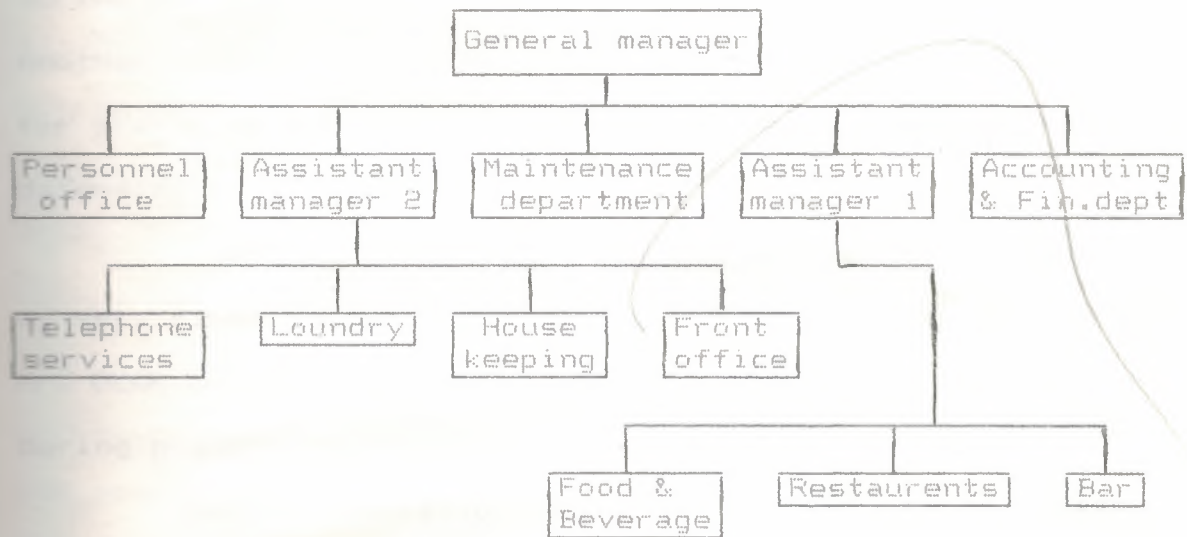 General manager
Personnel
office
Assistant
manager 2
Maintenance
department
Assistant
manager 1
Accounting
& Fin.dept
Telephone
services
Loundry
House
keeping
Front
office
Food &
Beverage
Restaurents
Bar